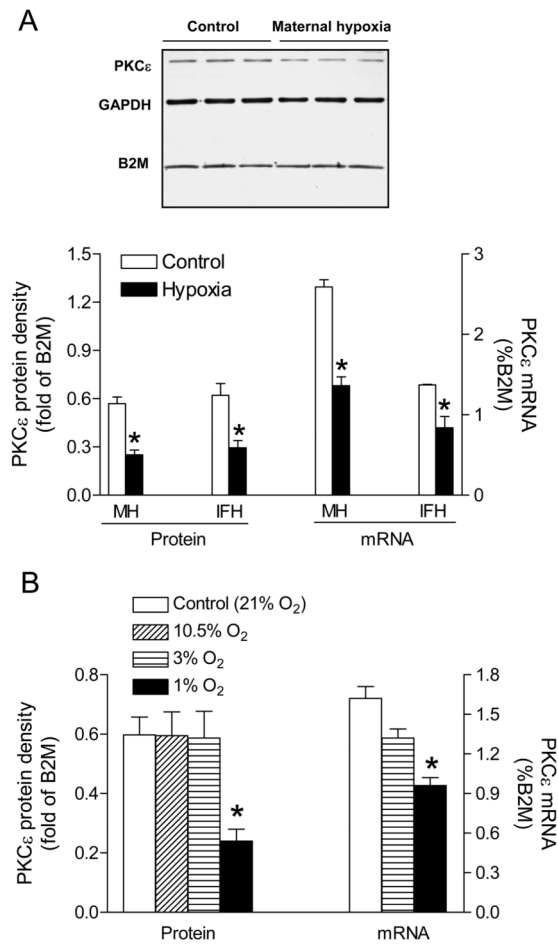 A
Control Maternal hypoxia
PKCε
GAPDH
B2M
PKCε protein density
(fold of B2M)
1.5
1.2
0.9
0.6
0.3
0.0
Control
Hypoxia
* * * *
3
2
1
0
PKCε mRNA
(%B2M)
MH IFH MH IFH
Protein mRNA
B
Control (21% O₂)
10.5% O₂
3% O₂
1% O₂
PKCε protein density
(fold of B2M)
0.8
0.6
0.4
0.2
0.0
* *
1.8
1.5
1.2
0.9
0.6
0.3
0.0
PKCε mRNA
(%B2M)
Protein mRNA